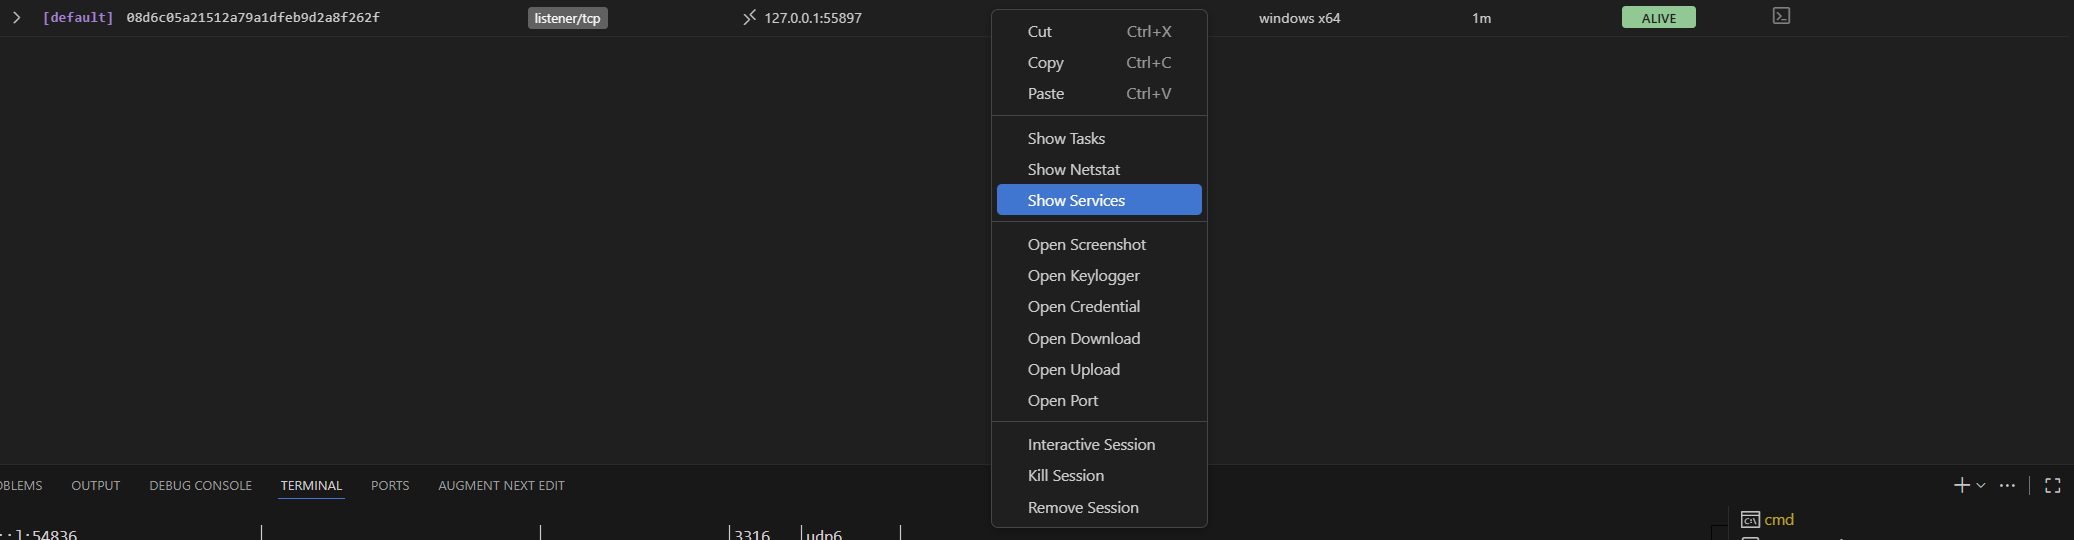 [default] 08d6c05a21512a79a1dfeb9d2a8f262f listener/tcp 127.0.0.1:55897 windows x64 1m ALIVE
Cut Ctrl+X
Copy Ctrl+C
Paste Ctrl+V
Show Tasks
Show Netstat
Show Services
Open Screenshot
Open Keylogger
Open Credential
Open Download
Open Upload
Open Port
Interactive Session
Kill Session
Remove Session
OBLEMS OUTPUT DEBUG CONSOLE TERMINAL PORTS AUGMENT NEXT EDIT
::]:54836 3316 udp6
cmd